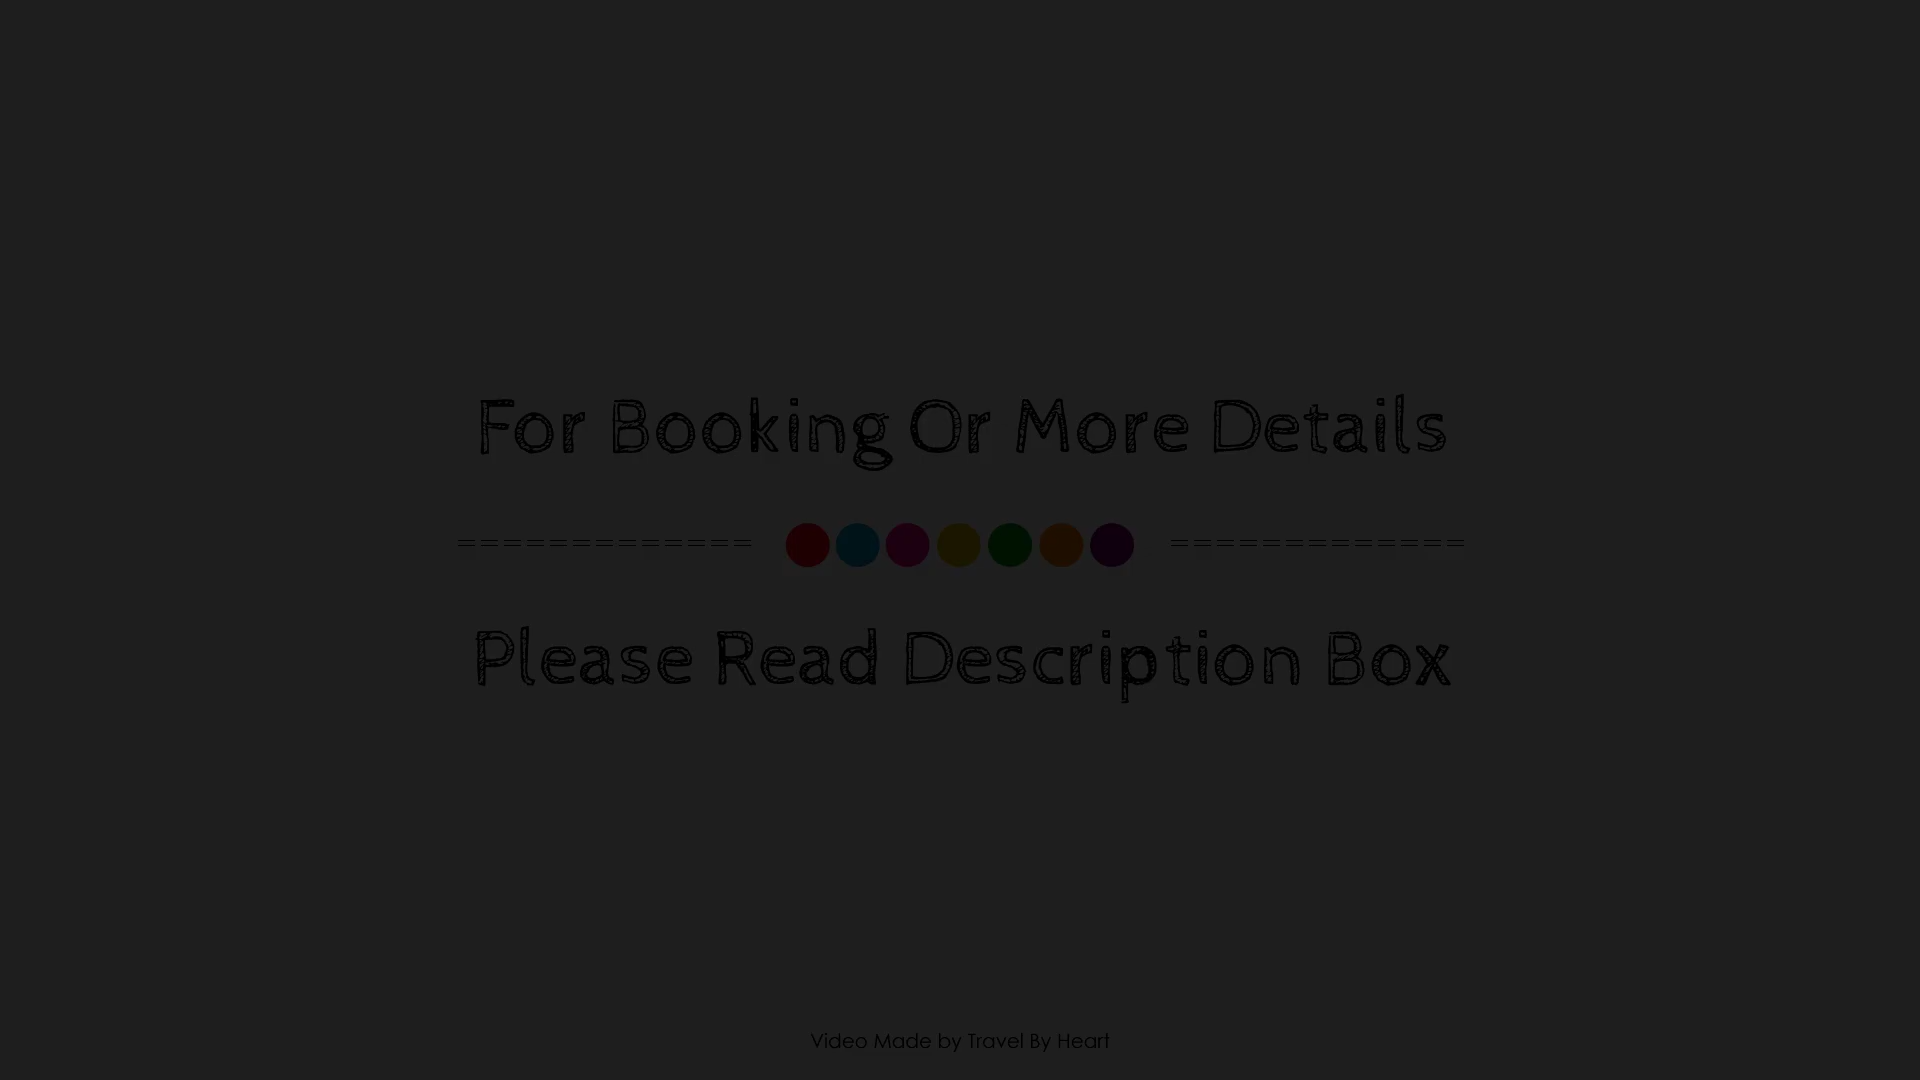 For Booking Or More Details
============= =============
Please Read Description Box
Video Made by Travel By Heart